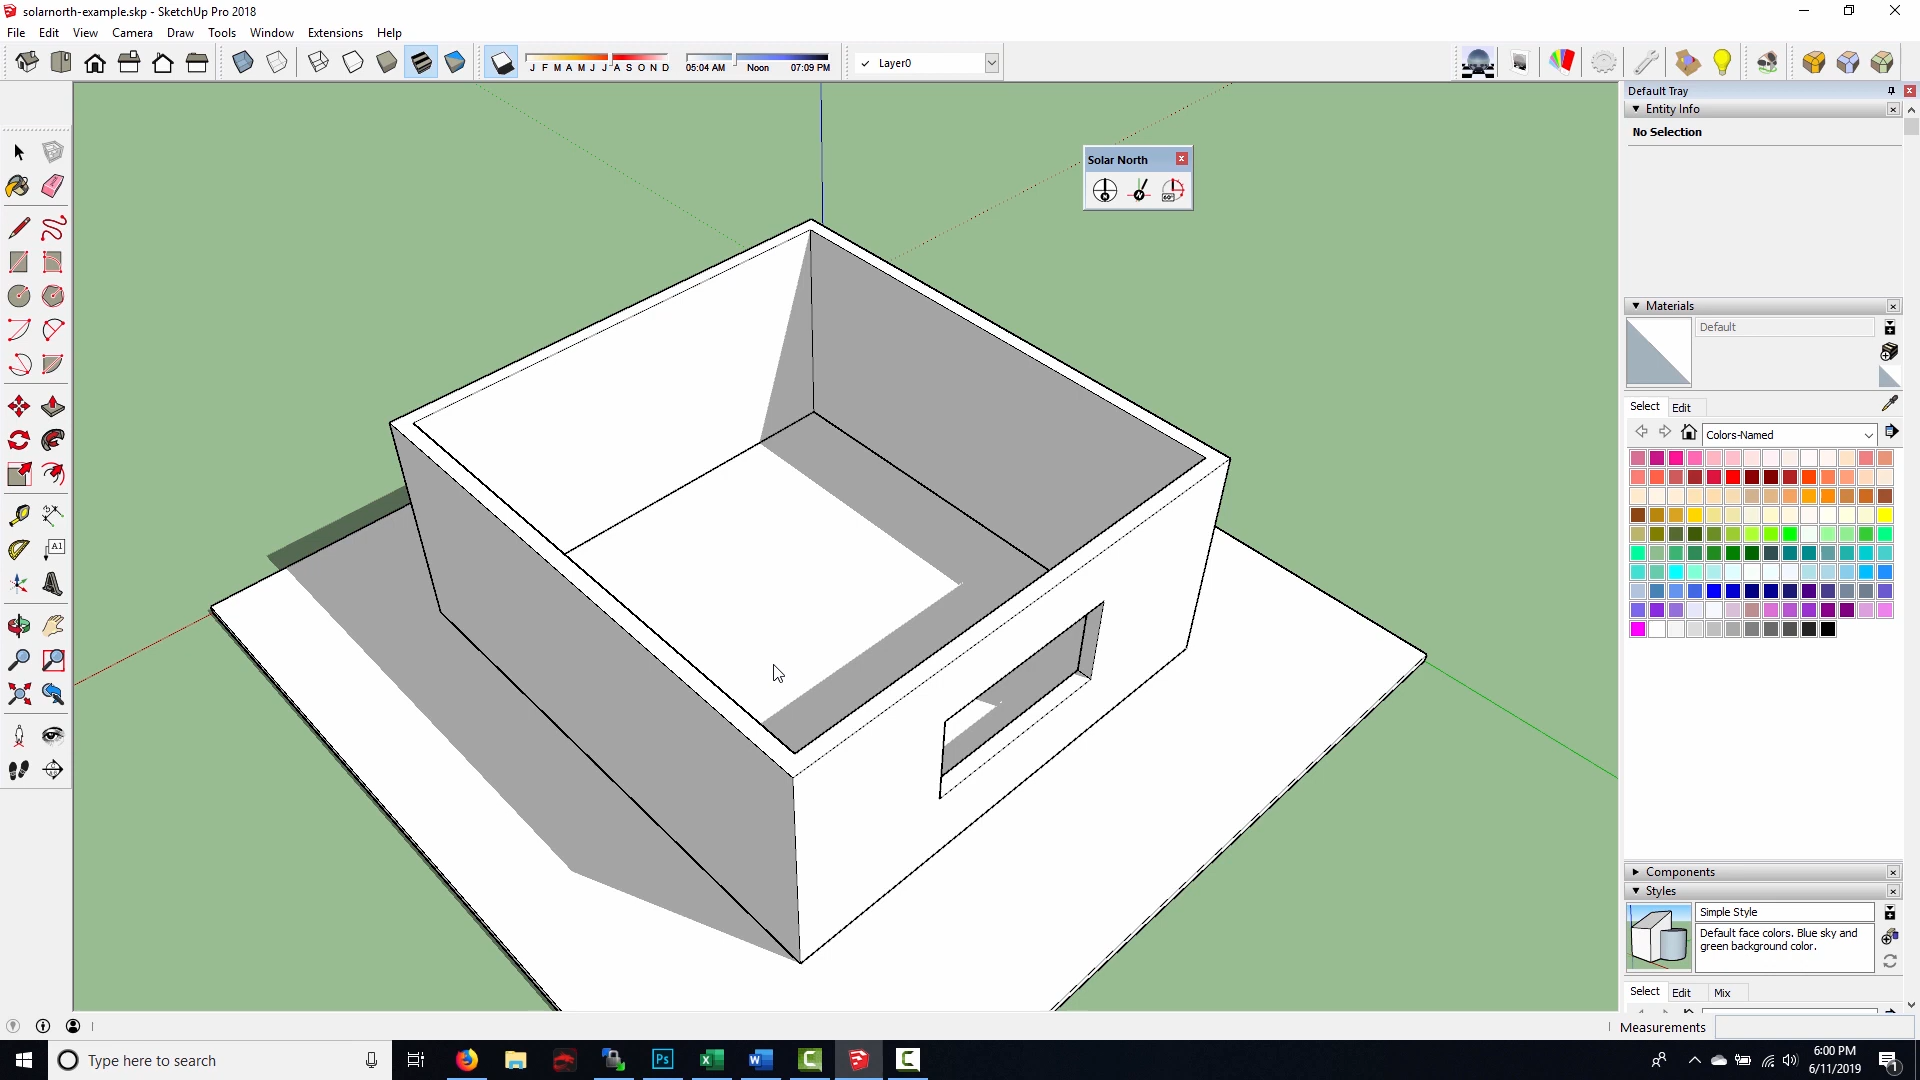 solarnorth-example.skp - SketchUp Pro 2018
File Edit View Camera Draw Tools Window Extensions Help
J F M A M J J A S O N D
05:04 AM Noon 07:09 PM
Layer0
Default Tray
Entity Info
No Selection
Solar North
Materials
Default
Select Edit
Colors-Named
A1
Components
Styles
Simple Style
Default face colors. Blue sky and
green background color.
Select Edit Mix
Measurements
Type here to search
Ps
6:00 PM
6/11/2019
1